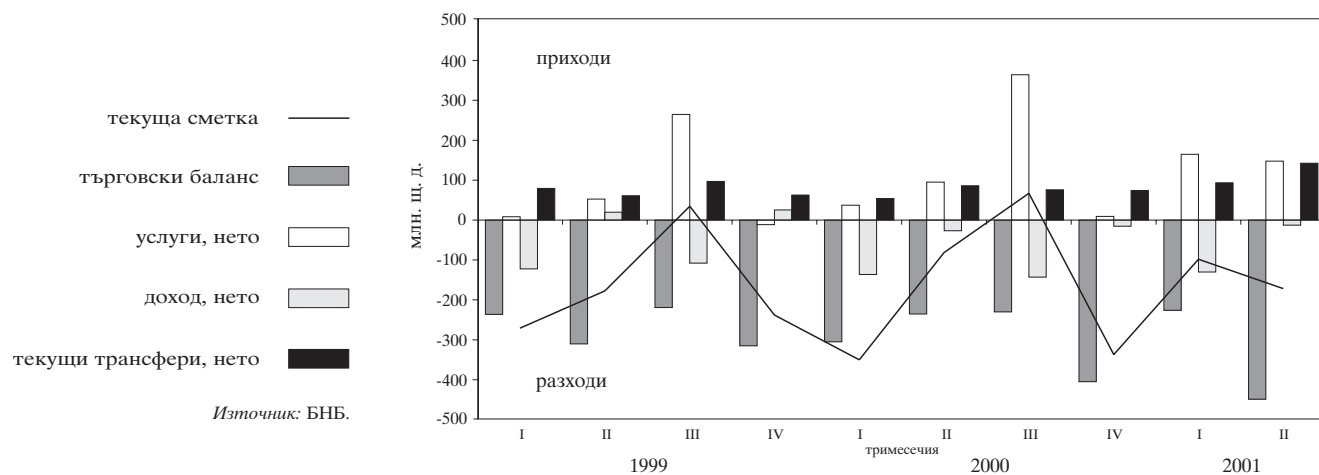 текуща сметка
търговски баланс
услуги, нето
доход, нето
текущи трансфери, нето
Източник: БНБ.
млн. щ. д.
500
400
300
200
100
0
-100
-200
-300
-400
-500
приходи
разходи
I II III IV I II III IV I II
тримесечия
1999 2000 2001